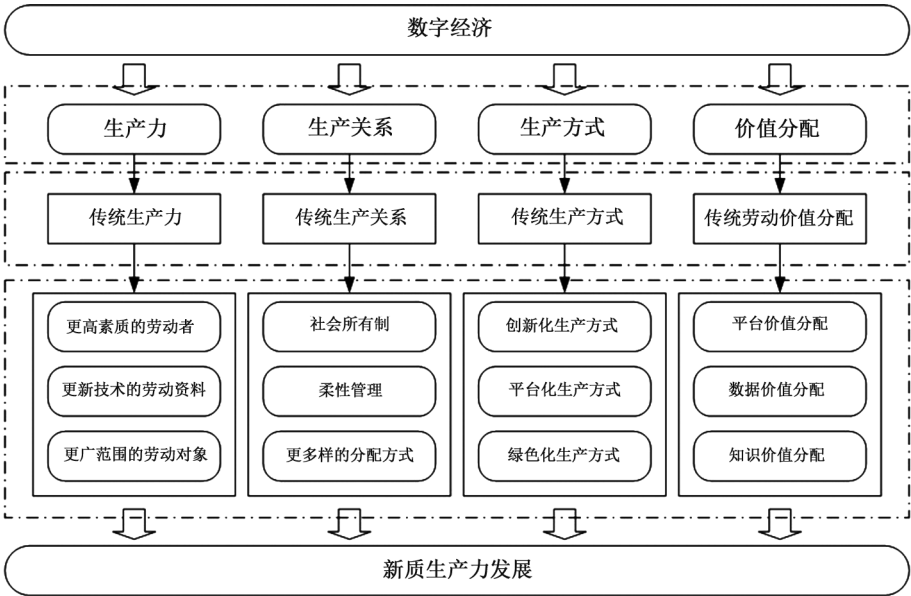 数字经济
生产力
生产关系
生产方式
价值分配
传统生产力
传统生产关系
传统生产方式
传统劳动价值分配
更高素质的劳动者
社会所有制
创新化生产方式
平台价值分配
更新技术的劳动资料
柔性管理
平台化生产方式
数据价值分配
更广范围的劳动对象
更多样的分配方式
绿色化生产方式
知识价值分配
新质生产力发展